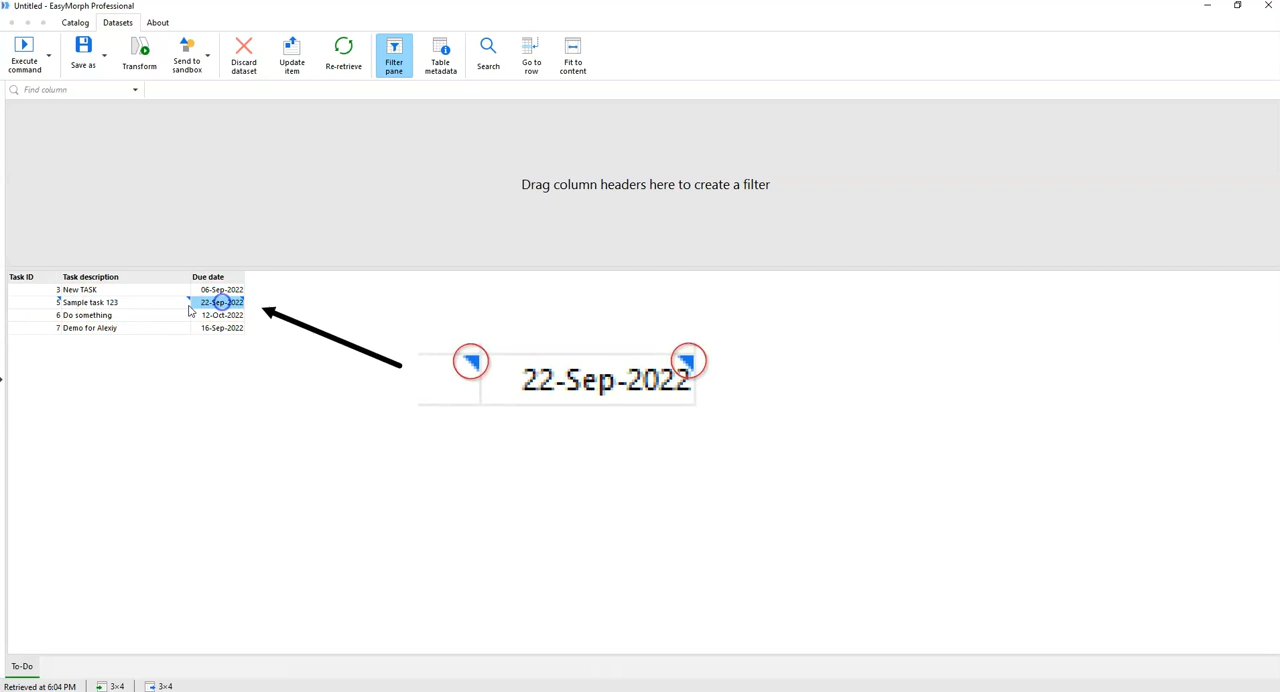 Untitled - EasyMorph Professional
Catalog Datasets About
Execute command
Save as
Transform
Send to sandbox
Discard dataset
Update item
Re-retrieve
Filter pane
Table metadata
Search
Go to row
Fit to content
Find column
Drag column headers here to create a filter
Task ID Task description Due date
3 New TASK 06-Sep-2022
5 Sample task 123 22-Sep-2022
6 Do something 12-Oct-2022
7 Demo for Alexiy 16-Sep-2022
22-Sep-2022
To-Do
Retrieved at 6:04 PM 3×4 3×4